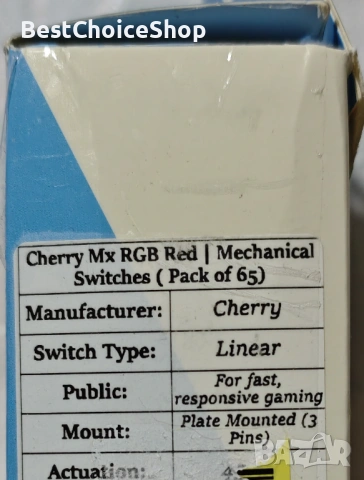 BestChoiceShop
Cherry Mx RGB Red | Mechanical
Switches ( Pack of 65)
Manufacturer: Cherry
Switch Type: Linear
Public: For fast,
responsive gaming
Mount: Plate Mounted (3
Pins)
Actuation:
BAZAR